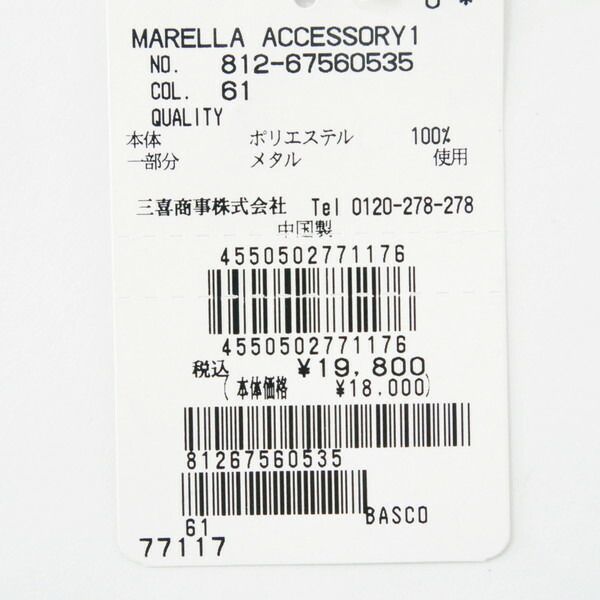 MARELLA ACCESSORY1
NO. 812-67560535
COL. 61
QUALITY
本体 ポリエステル 100%
一部分 メタル 使用
三喜商事株式会社 Tel 0120-278-278
中国製
4550502771176
4550502771176
税込 ¥19,800
(本体価格 ¥18,000)
81267560535
61 BASCO
77117